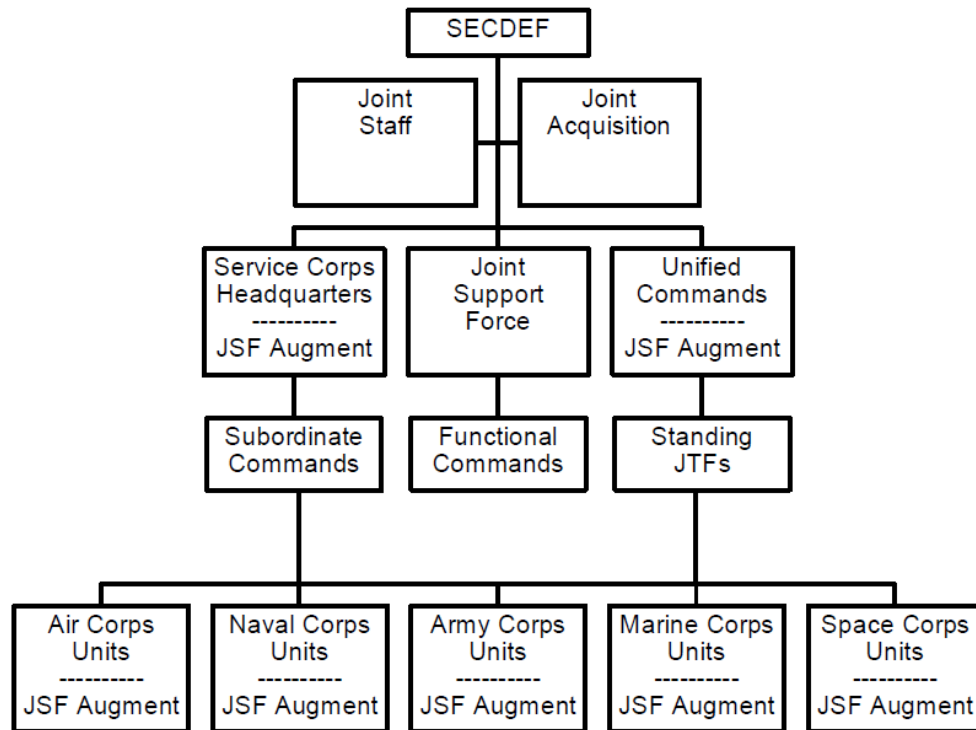 SECDEF
Joint
Staff
Joint
Acquisition
Service Corps
Headquarters
----------
JSF Augment
Joint
Support
Force
Unified
Commands
----------
JSF Augment
Subordinate
Commands
Functional
Commands
Standing
JTFs
Air Corps
Units
----------
JSF Augment
Naval Corps
Units
----------
JSF Augment
Army Corps
Units
----------
JSF Augment
Marine Corps
Units
----------
JSF Augment
Space Corps
Units
----------
JSF Augment